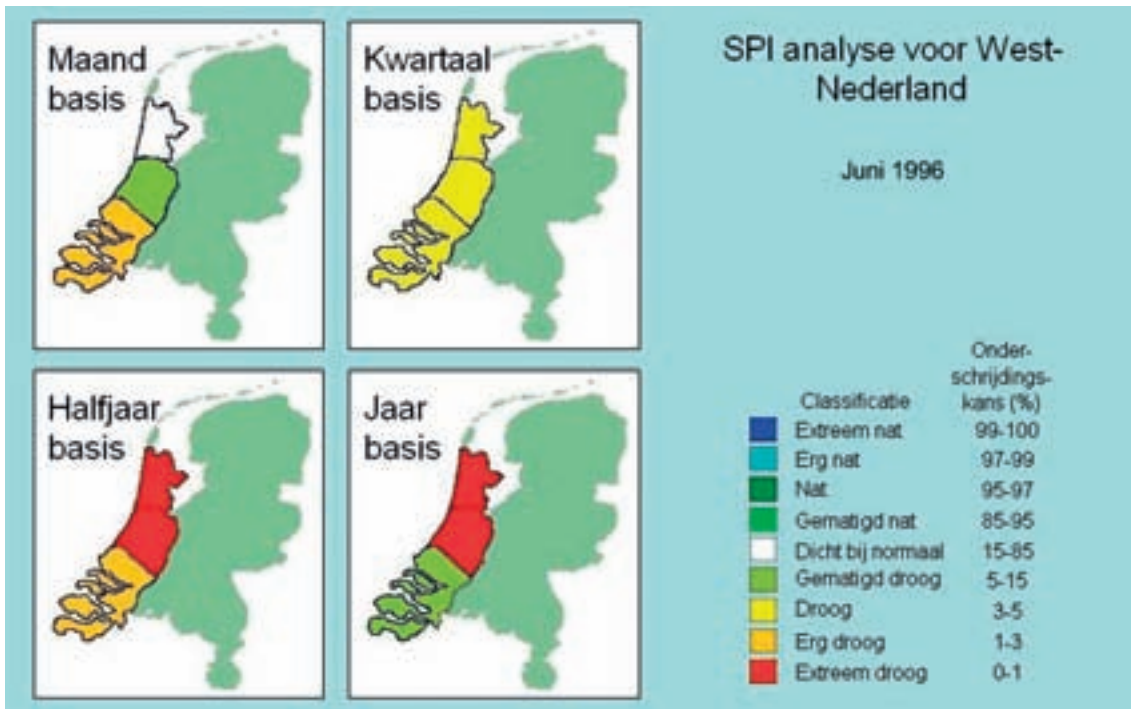 Maand
basis
Kwartaal
basis
Halfjaar
basis
Jaar
basis
SPI analyse voor West-
Nederland
Juni 1996
Onder-
schrijdings-
Classificatie kans (%)
Extreem nat 99-100
Erg nat 97-99
Nat 95-97
Gematigd nat 85-95
Dicht bij normaal 15-85
Gematigd droog 5-15
Droog 3-5
Erg droog 1-3
Extreem droog 0-1